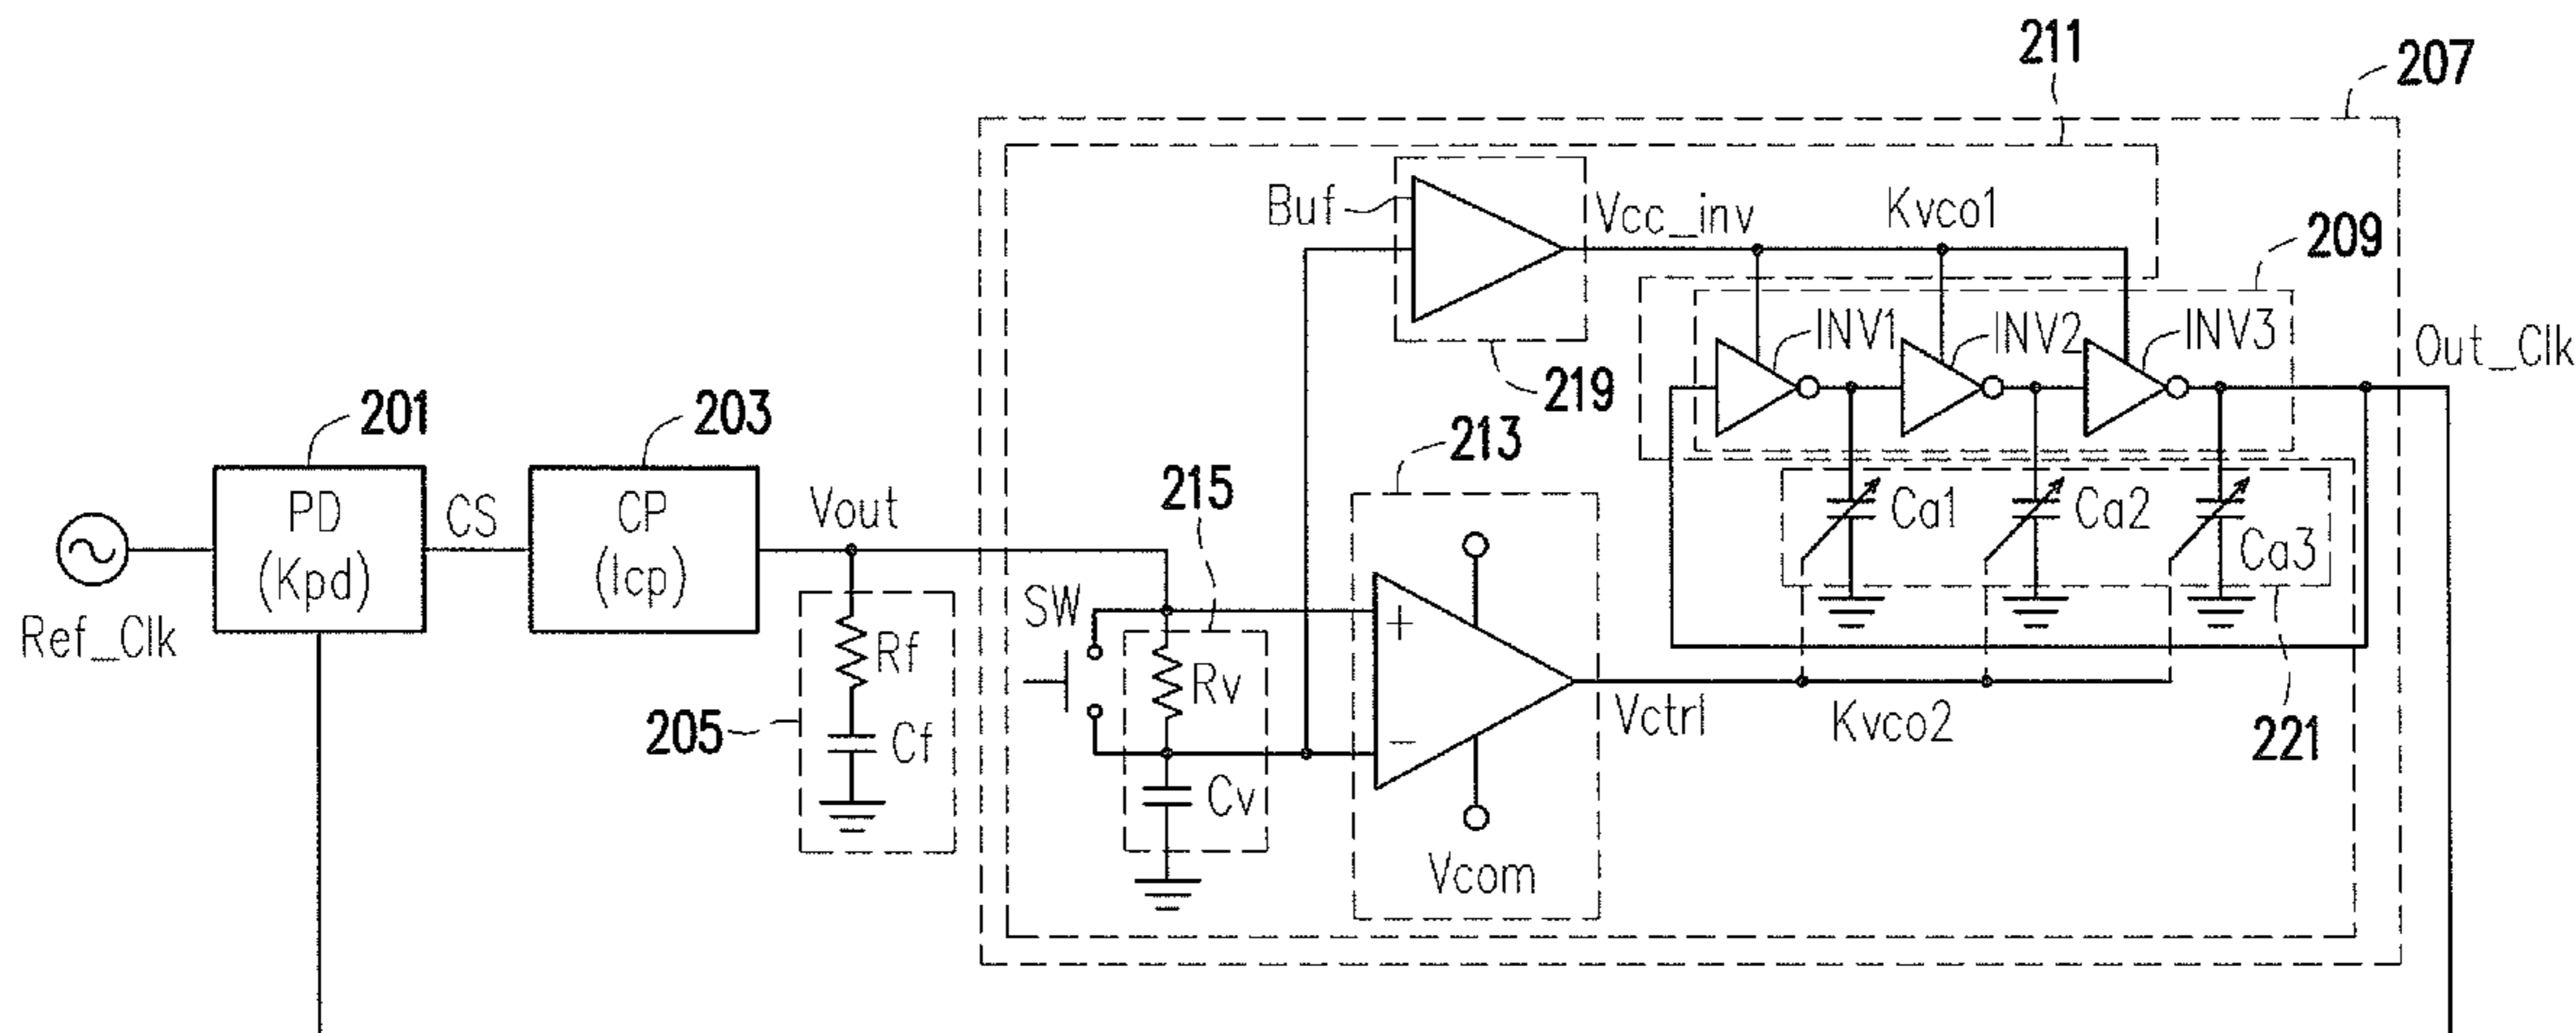 211
207
Buf
Vcc_inv
Kvco1
209
INV1
INV2
INV3
Out_Clk
219
201
203
213
215
PD
(Kpd)
CS
CP
(Icp)
Vout
Ca1
Ca2
Ca3
Ref_Clk
SW
+
Rf
Rv
205
Cf
−
Vctrl
Kvco2
221
Cv
Vcom